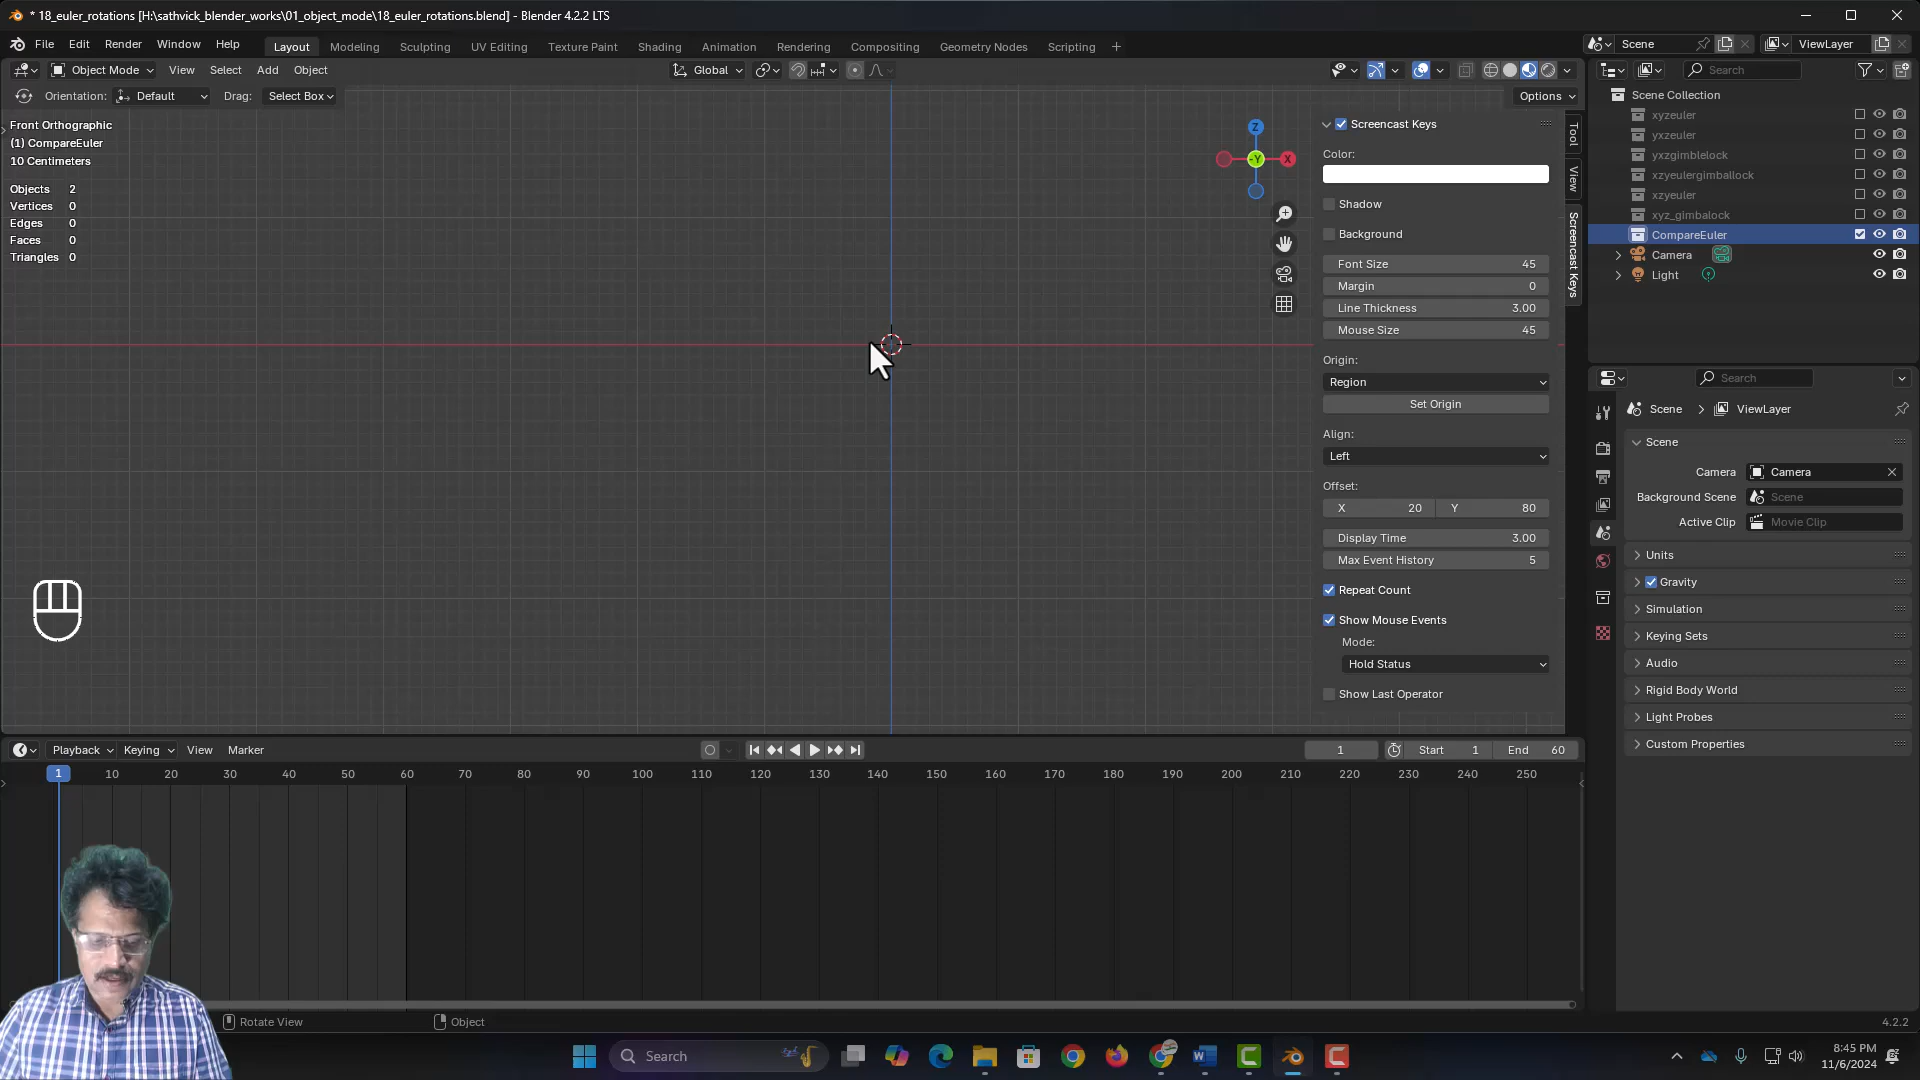 * 18_euler_rotations [H:\sathvick_blender_works\01_object_mode\18_euler_rotations.blend] - Blender 4.2.2 LTS
File Edit Render Window Help Layout Modeling Sculpting UV Editing Texture Paint Shading Animation Rendering Compositing Geometry Nodes Scripting + Scene ViewLayer
Object Mode View Select Add Object Global Search
Orientation: Default Drag: Select Box Options
Scene Collection
xyzeuler
yxzeuler
yxzgimblelock
xzyeulergimballock
xzyeuler
xyz_gimbalock
CompareEuler
Camera
Light
Front Orthographic
(1) CompareEuler
10 Centimeters
Objects 2
Vertices 0
Edges 0
Faces 0
Triangles 0
Z
-Y
X
Screencast Keys
Color:
Shadow
Background
Font Size 45
Margin 0
Line Thickness 3.00
Mouse Size 45
Origin:
Region
Set Origin
Align:
Left
Offset:
X 20 Y 80
Display Time 3.00
Max Event History 5
Repeat Count
Show Mouse Events
Mode:
Hold Status
Show Last Operator
Tool
View
Screencast Keys
Search
Scene ViewLayer
Scene
Camera Camera
Background Scene Scene
Active Clip Movie Clip
Units
Gravity
Simulation
Keying Sets
Audio
Rigid Body World
Light Probes
Custom Properties
Playback Keying View Marker 1 Start 1 End 60
1 10 20 30 40 50 60 70 80 90 100 110 120 130 140 150 160 170 180 190 200 210 220 230 240 250
Rotate View Object 4.2.2
Search
8:45 PM
11/6/2024